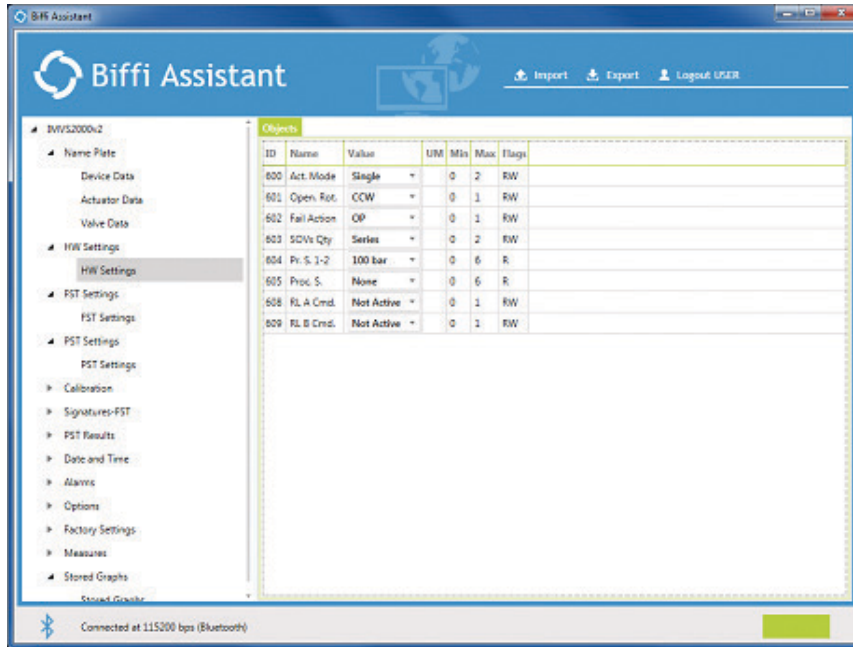 Biffi Assistant
Biffi Assistant
Import Export Logout USER
IMVS2000v2
Name Plate
Device Data
Actuator Data
Valve Data
HW Settings
HW Settings
FST Settings
FST Settings
PST Settings
PST Settings
Calibration
Signatures-FST
PST Results
Date and Time
Alarms
Options
Factory Settings
Measures
Stored Graphs
Stored Graphs
Objects
ID Name Value UM Min Max Flags
600 Act. Mode Single 0 2 RW
601 Open. Rot. CCW 0 1 RW
602 Fail Action OP 0 1 RW
603 SOVs Qty Series 0 2 RW
604 Pr. S. 1-2 100 bar 0 6 R
605 Proc. S. None 0 6 R
608 RL A Cmd. Not Active 0 1 RW
609 RL B Cmd. Not Active 0 1 RW
Connected at 115200 bps (Bluetooth)